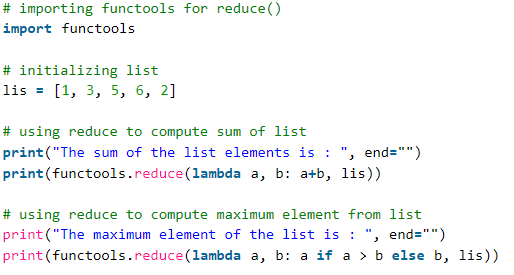 # importing functools for reduce()
import functools
# initializing list
lis = [1, 3, 5, 6, 2]
# using reduce to compute sum of list
print("The sum of the list elements is : ", end="")
print(functools.reduce(lambda a, b: a+b, lis))
# using reduce to compute maximum element from list
print("The maximum element of the list is : ", end="")
print(functools.reduce(lambda a, b: a if a > b else b, lis))